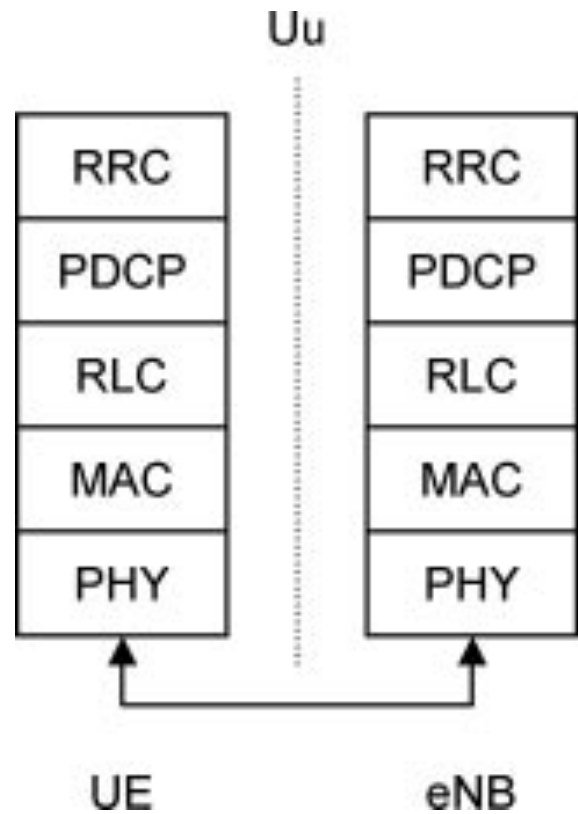 Uu
RRC RRC
PDCP PDCP
RLC RLC
MAC MAC
PHY PHY
UE eNB